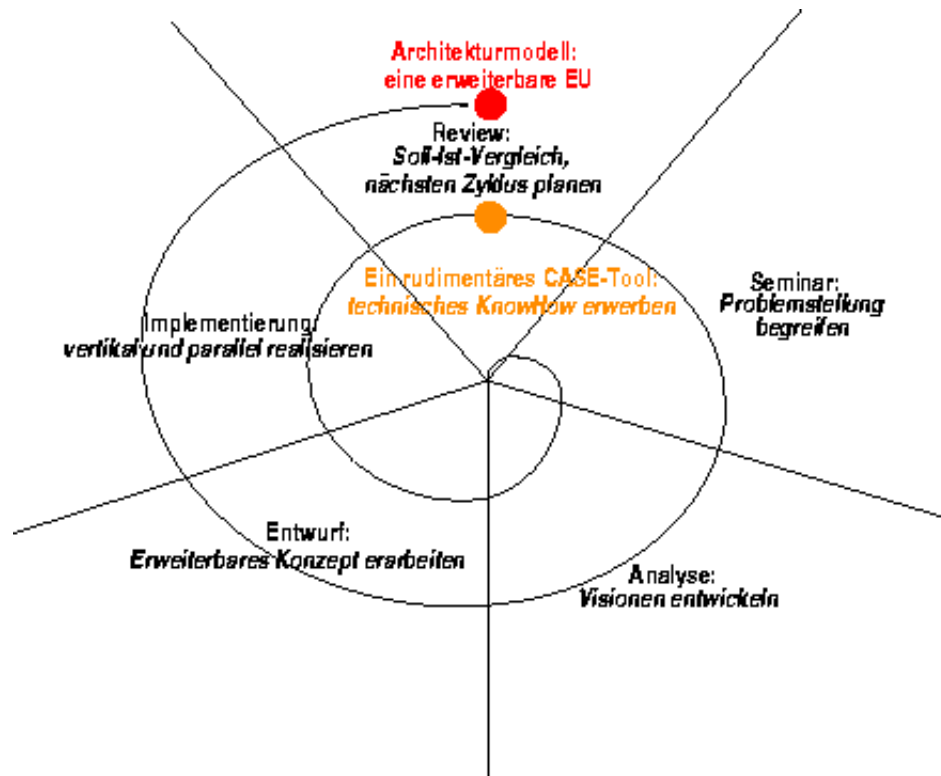 Architekturmodell:
eine erweiterbare EU
Review:
Soll-Ist-Vergleich,
nächsten Zyklus planen
Ein rudimentäres CASE-Tool:
technisches KnowHow erwerben
Seminar:
Problemstellung
begreifen
Implementierung:
vertikal und parallel realisieren
Entwurf:
Erweiterbares Konzept erarbeiten
Analyse:
Visionen entwickeln